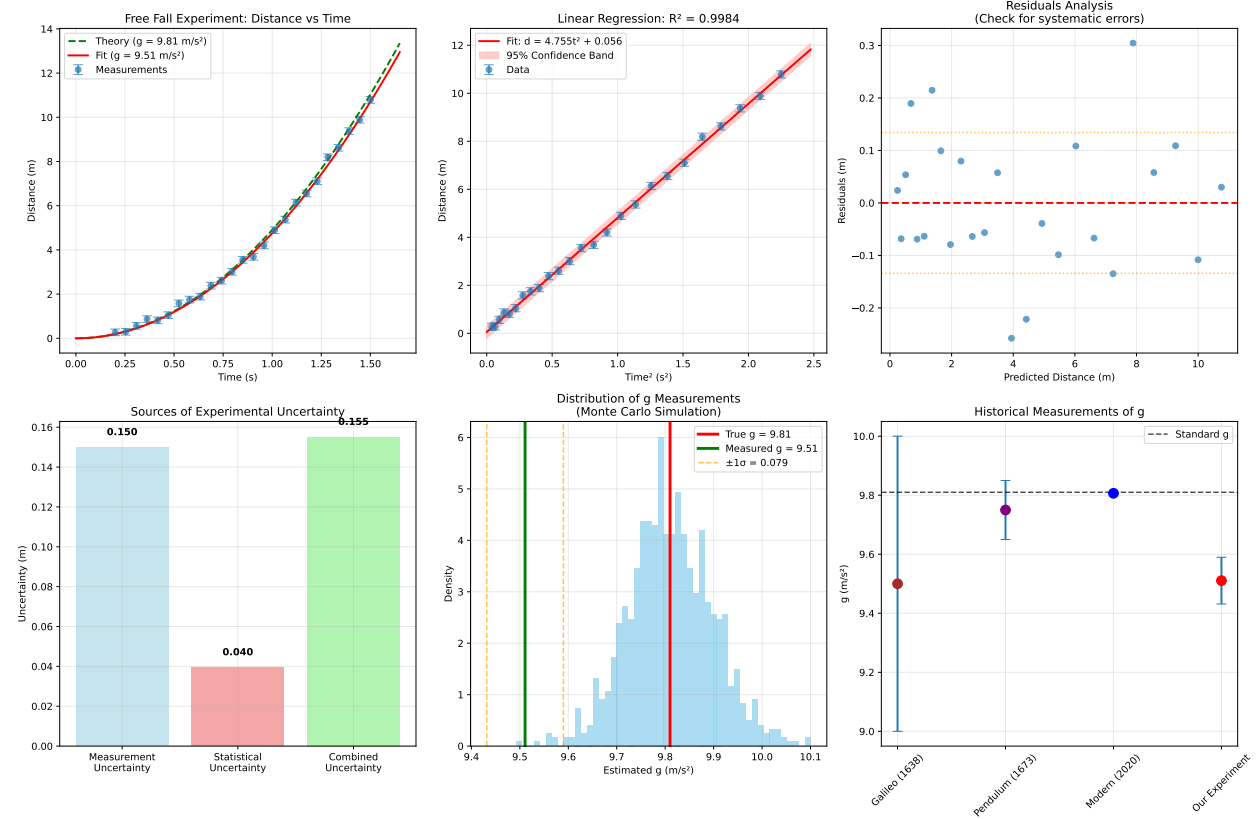 Free Fall Experiment: Distance vs Time
Theory (g = 9.81 m/s²)
Fit (g = 9.51 m/s²)
Measurements
14
12
10
8
6
4
2
0
Distance (m)
0.00 0.25 0.50 0.75 1.00 1.25 1.50
Time (s)
Linear Regression: R² = 0.9984
Fit: d = 4.755t² + 0.056
95% Confidence Band
Data
12
10
8
6
4
2
0
Distance (m)
0.0 0.5 1.0 1.5 2.0 2.5
Time² (s²)
Residuals Analysis
(Check for systematic errors)
0.3
0.2
0.1
0.0
−0.1
−0.2
Residuals (m)
0 2 4 6 8 10
Predicted Distance (m)
Sources of Experimental Uncertainty
0.150
0.040
0.155
0.16
0.14
0.12
0.10
0.08
0.06
0.04
0.02
0.00
Uncertainty (m)
Measurement
Uncertainty
Statistical
Uncertainty
Combined
Uncertainty
Distribution of g Measurements
(Monte Carlo Simulation)
True g = 9.81
Measured g = 9.51
±1σ = 0.079
6
5
4
3
2
1
0
Density
9.4 9.5 9.6 9.7 9.8 9.9 10.0 10.1
Estimated g (m/s²)
Historical Measurements of g
Standard g
10.0
9.8
9.6
9.4
9.2
9.0
g (m/s²)
Galileo (1638)
Pendulum (1673)
Modern (2020)
Our Experiment